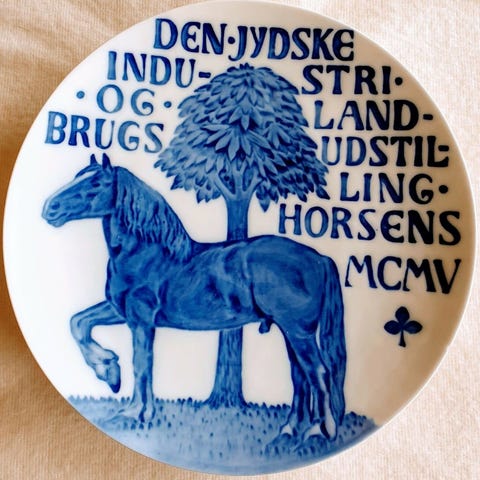 DEN·JYDSKE
INDU- STRI·
·OG· LAND-
BRUGS UDSTIL-
LING·
HORSENS
MCMV